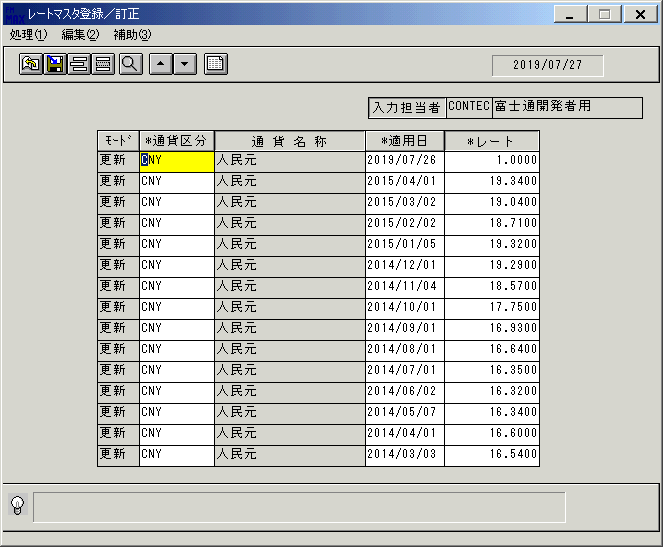 レートマスタ登録／訂正
処理(1) 編集(2) 補助(3)
2019/07/27
入力担当者 CONTEC 富士通開発者用
ﾓｰﾄﾞ *通貨区分 通 貨 名 称 *適用日 *レート
更新 CNY 人民元 2019/07/26 1.0000
更新 CNY 人民元 2015/04/01 19.3400
更新 CNY 人民元 2015/03/02 19.0400
更新 CNY 人民元 2015/02/02 18.7100
更新 CNY 人民元 2015/01/05 19.3200
更新 CNY 人民元 2014/12/01 19.2900
更新 CNY 人民元 2014/11/04 18.5700
更新 CNY 人民元 2014/10/01 17.7500
更新 CNY 人民元 2014/09/01 16.9300
更新 CNY 人民元 2014/08/01 16.6400
更新 CNY 人民元 2014/07/01 16.3500
更新 CNY 人民元 2014/06/02 16.3200
更新 CNY 人民元 2014/05/07 16.3400
更新 CNY 人民元 2014/04/01 16.6000
更新 CNY 人民元 2014/03/03 16.5400